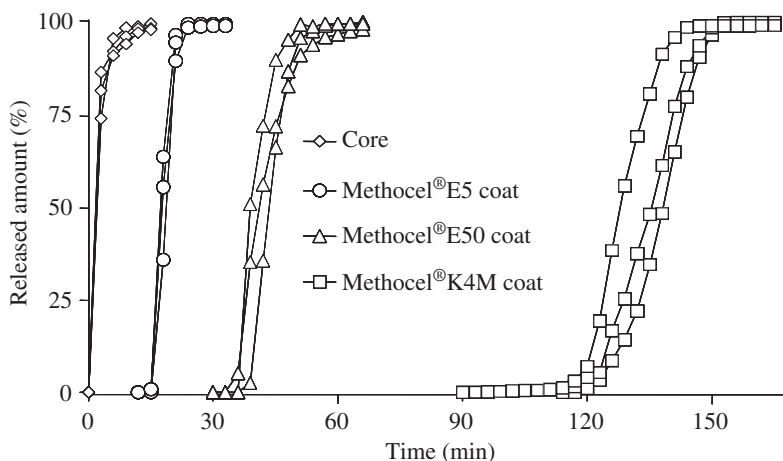 Released amount (%)
100
75
50
25
0
Core
Methocel®E5 coat
Methocel®E50 coat
Methocel®K4M coat
0 30 60 90 120 150
Time (min)